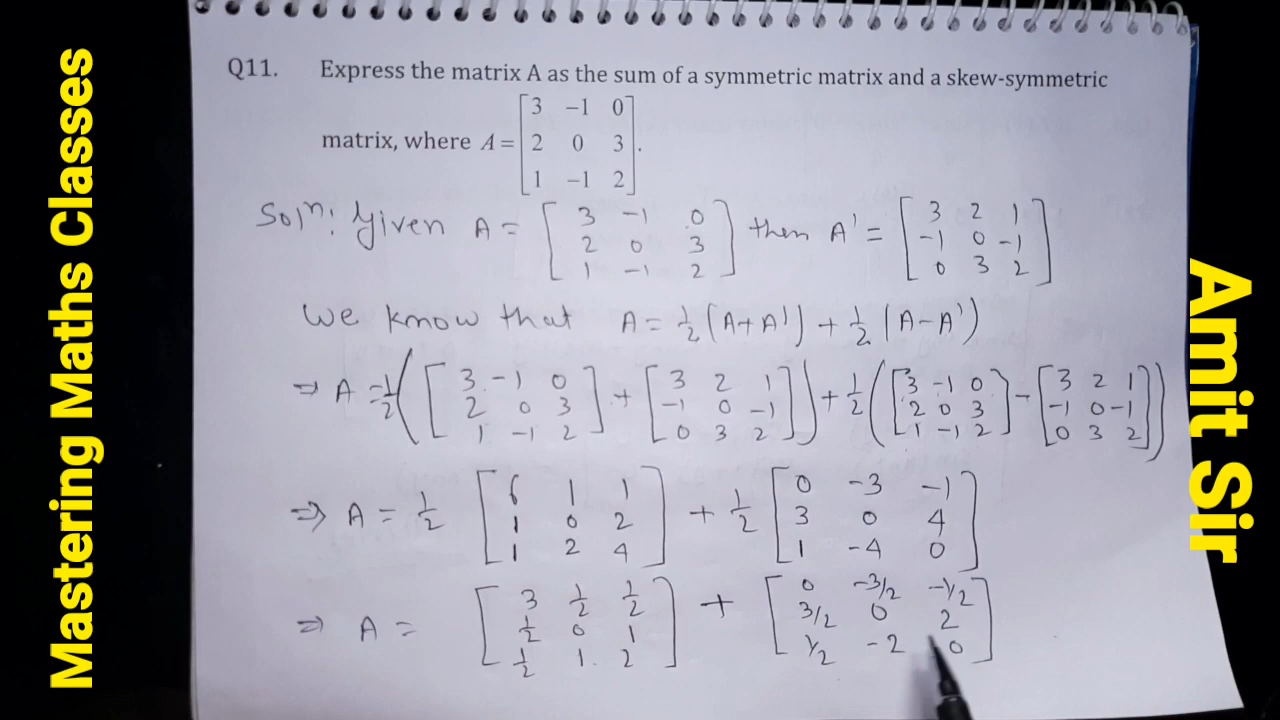 Mastering Maths Classes
Q11. Express the matrix A as the sum of a symmetric matrix and a skew-symmetric
matrix, where A = [3 −1 0
2 0 3
1 −1 2].
Solⁿ: Given A = [3 −1 0
2 0 3
1 −1 2] then A' = [3 2 1
−1 0 −1
0 3 2]
We know that A = ½ (A+A') + ½ (A−A')
⇒ A = ½ ([3 −1 0
2 0 3
1 −1 2] + [3 2 1
−1 0 −1
0 3 2]) + ½ ([3 −1 0
2 0 3
1 −1 2] − [3 2 1
−1 0 −1
0 3 2])
⇒ A = ½ [6 1 1
1 0 2
1 2 4] + ½ [0 −3 −1
3 0 4
1 −4 0]
⇒ A = [3 ½ ½
½ 0 1
½ 1 2] + [0 −3/2 −1/2
3/2 0 2
1/2 −2 0]
Amit Sir